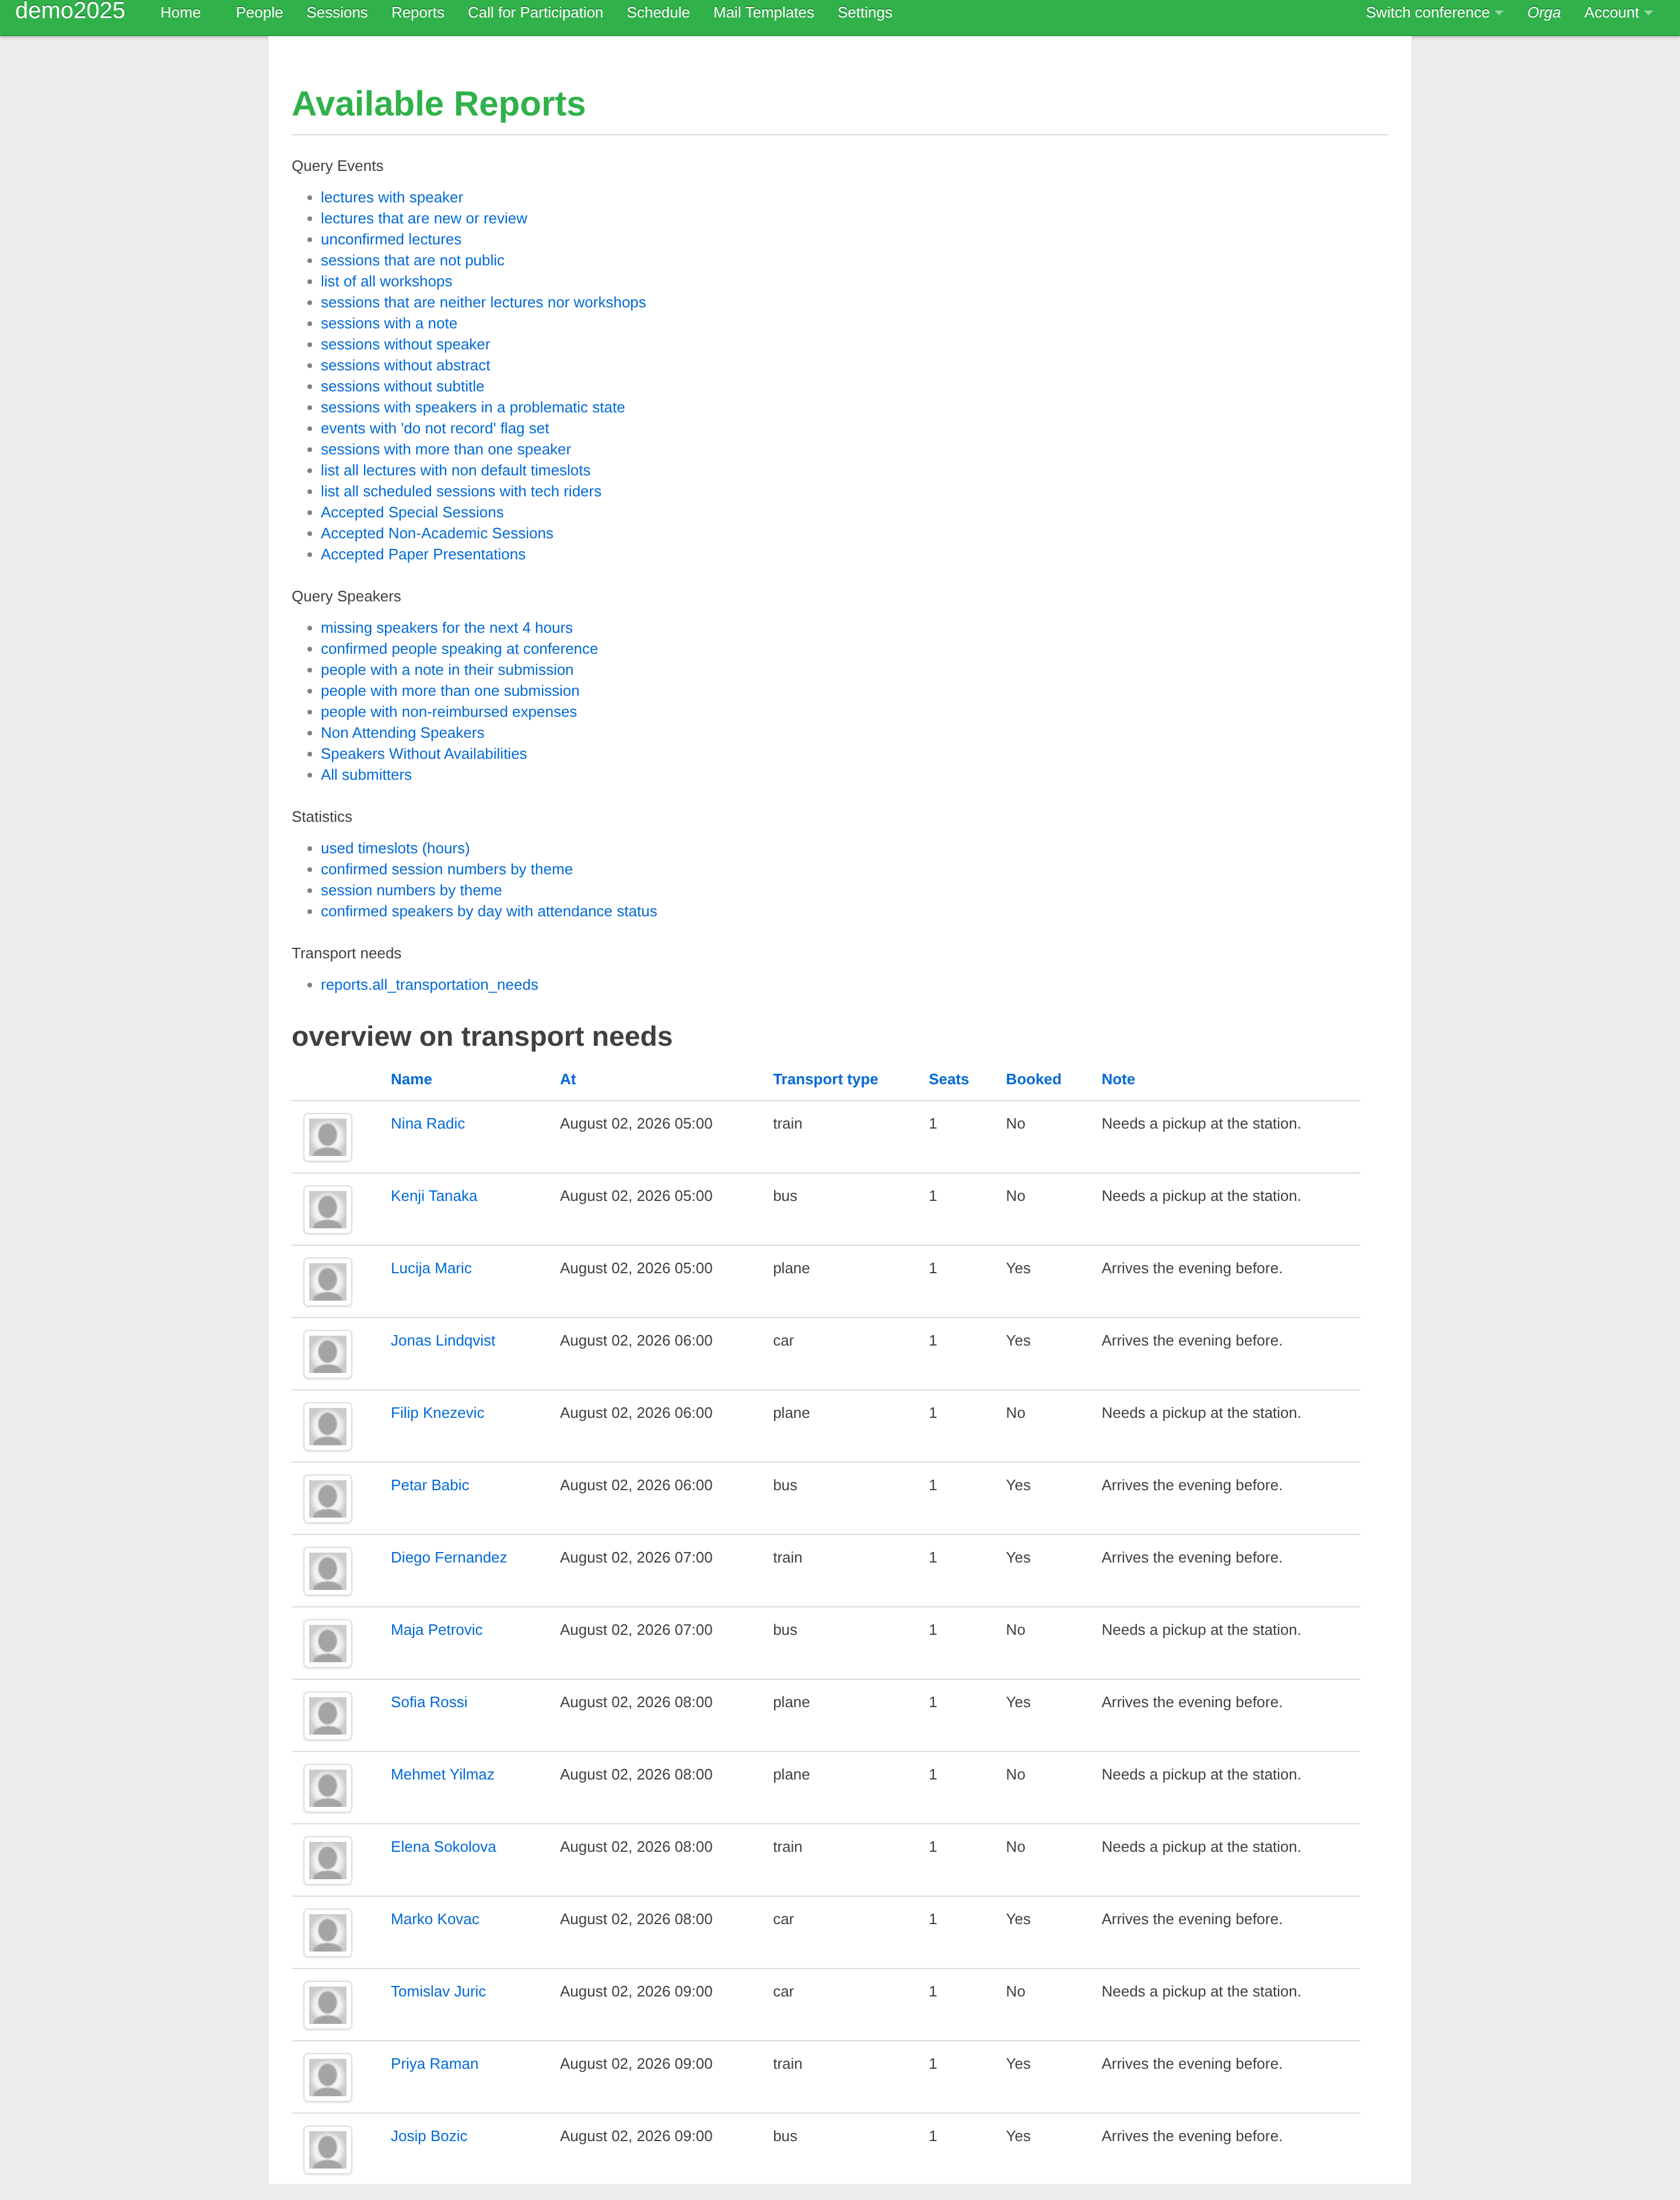 demo2025 Home People Sessions Reports Call for Participation Schedule Mail Templates Settings Switch conference Orga Account
Available Reports
Query Events
lectures with speaker
lectures that are new or review
unconfirmed lectures
sessions that are not public
list of all workshops
sessions that are neither lectures nor workshops
sessions with a note
sessions without speaker
sessions without abstract
sessions without subtitle
sessions with speakers in a problematic state
events with 'do not record' flag set
sessions with more than one speaker
list all lectures with non default timeslots
list all scheduled sessions with tech riders
Accepted Special Sessions
Accepted Non-Academic Sessions
Accepted Paper Presentations
Query Speakers
missing speakers for the next 4 hours
confirmed people speaking at conference
people with a note in their submission
people with more than one submission
people with non-reimbursed expenses
Non Attending Speakers
Speakers Without Availabilities
All submitters
Statistics
used timeslots (hours)
confirmed session numbers by theme
session numbers by theme
confirmed speakers by day with attendance status
Transport needs
reports.all_transportation_needs
overview on transport needs
Name At Transport type Seats Booked Note
Nina Radic August 02, 2026 05:00 train 1 No Needs a pickup at the station.
Kenji Tanaka August 02, 2026 05:00 bus 1 No Needs a pickup at the station.
Lucija Maric August 02, 2026 05:00 plane 1 Yes Arrives the evening before.
Jonas Lindqvist August 02, 2026 06:00 car 1 Yes Arrives the evening before.
Filip Knezevic August 02, 2026 06:00 plane 1 No Needs a pickup at the station.
Petar Babic August 02, 2026 06:00 bus 1 Yes Arrives the evening before.
Diego Fernandez August 02, 2026 07:00 train 1 Yes Arrives the evening before.
Maja Petrovic August 02, 2026 07:00 bus 1 No Needs a pickup at the station.
Sofia Rossi August 02, 2026 08:00 plane 1 Yes Arrives the evening before.
Mehmet Yilmaz August 02, 2026 08:00 plane 1 No Needs a pickup at the station.
Elena Sokolova August 02, 2026 08:00 train 1 No Needs a pickup at the station.
Marko Kovac August 02, 2026 08:00 car 1 Yes Arrives the evening before.
Tomislav Juric August 02, 2026 09:00 car 1 No Needs a pickup at the station.
Priya Raman August 02, 2026 09:00 train 1 Yes Arrives the evening before.
Josip Bozic August 02, 2026 09:00 bus 1 Yes Arrives the evening before.